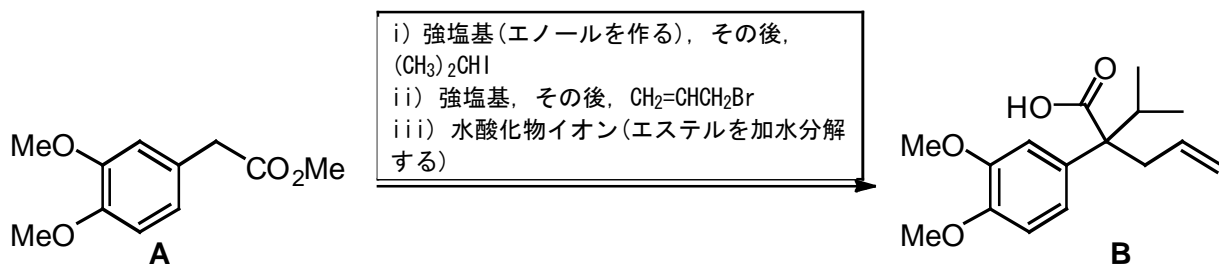 i) 強塩基(エノールを作る), その後,
(CH₃)₂CHI
ii) 強塩基, その後, CH₂=CHCH₂Br
iii) 水酸化物イオン(エステルを加水分解
する)
MeO
CO₂Me
MeO
A
O
HO
MeO
MeO
B